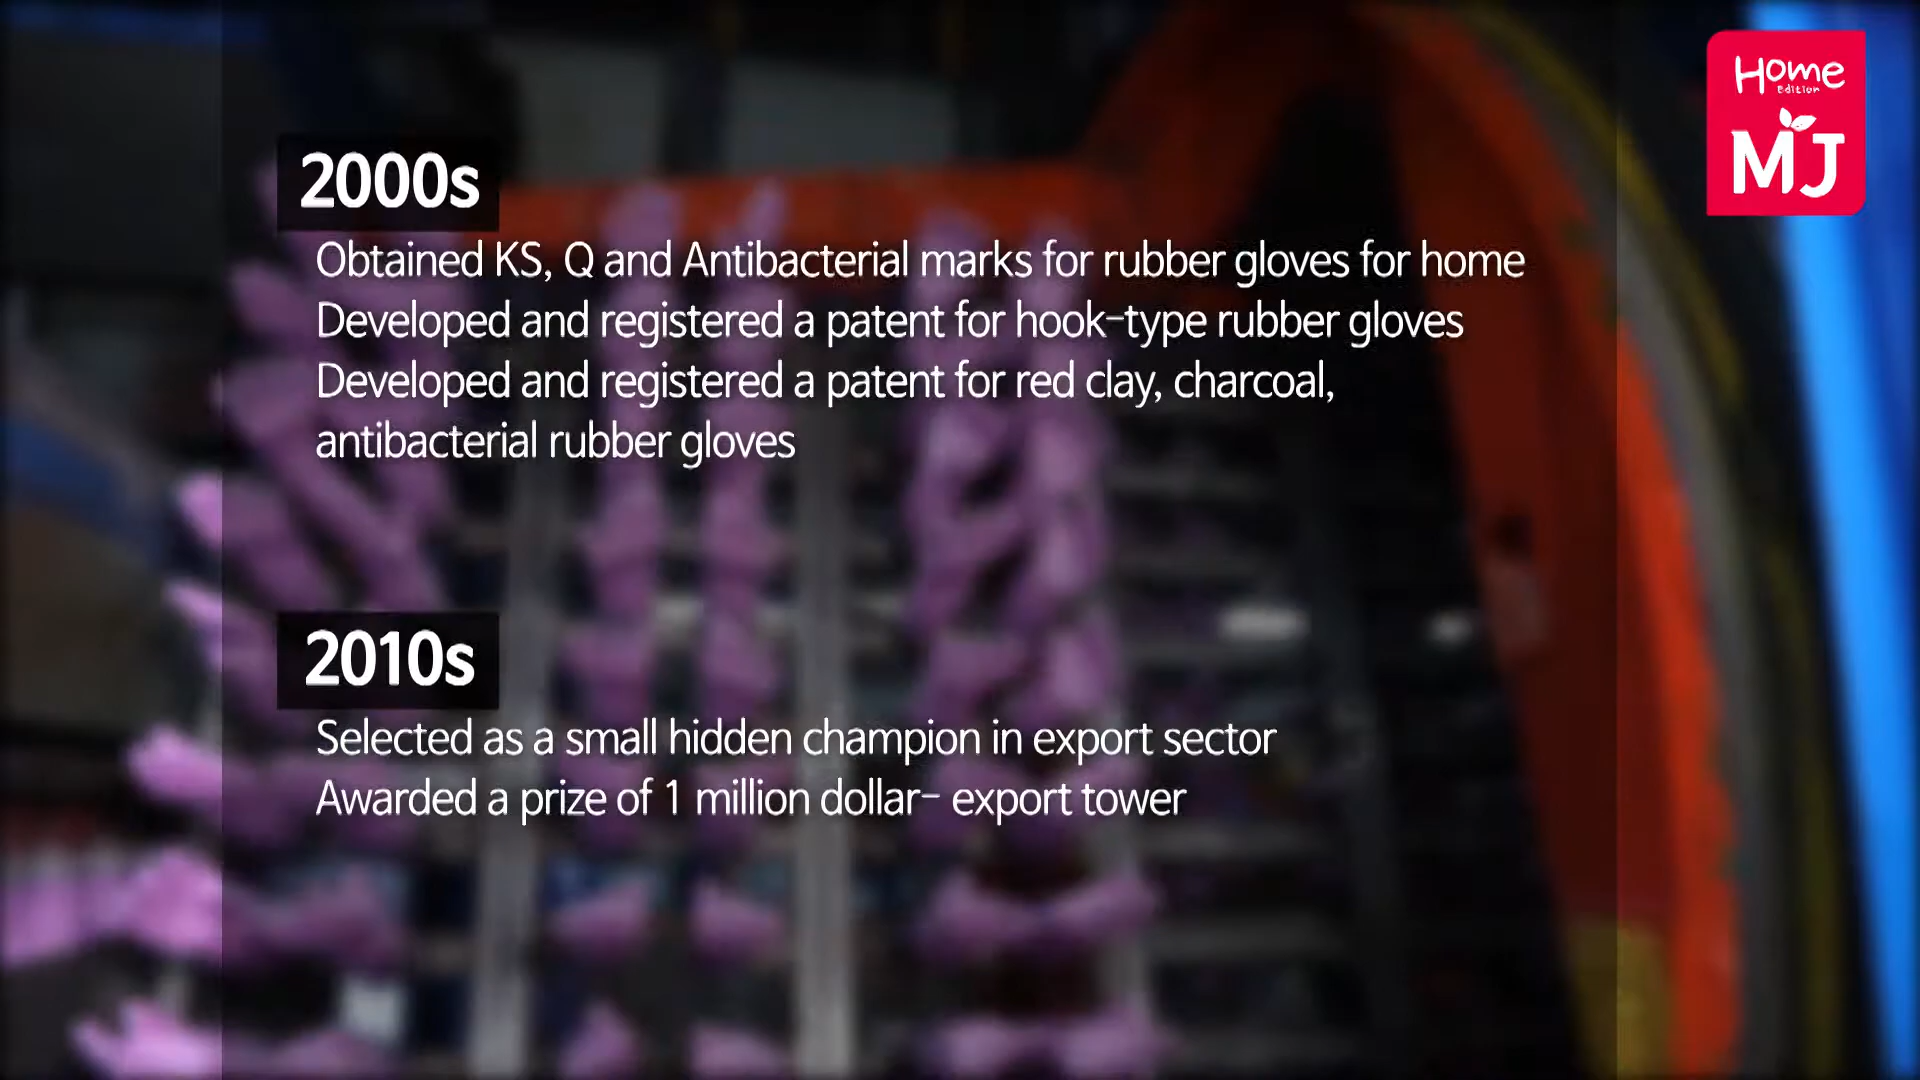 Home
Edition
MJ
2000s
Obtained KS, Q and Antibacterial marks for rubber gloves for home
Developed and registered a patent for hook-type rubber gloves
Developed and registered a patent for red clay, charcoal,
antibacterial rubber gloves
2010s
Selected as a small hidden champion in export sector
Awarded a prize of 1 million dollar- export tower